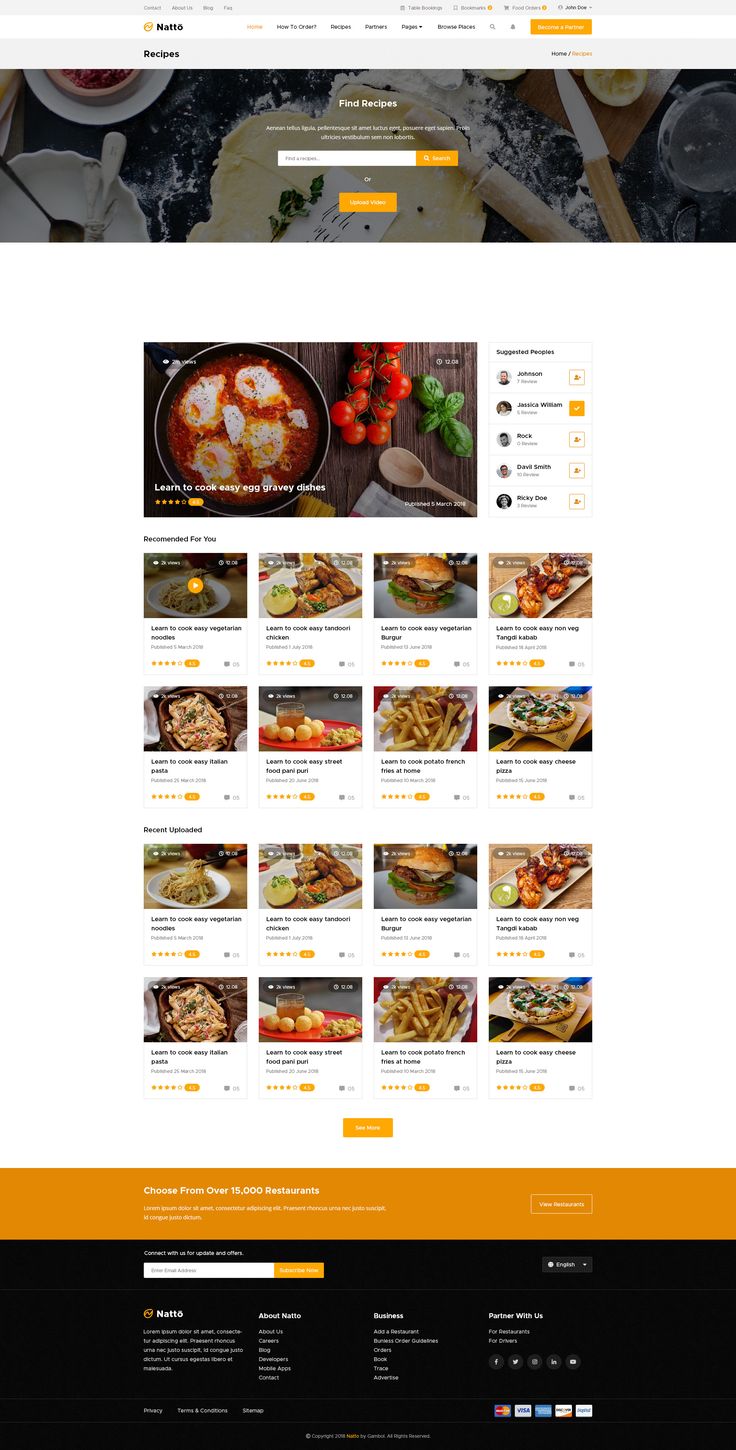 Contact About Us Blog Faq Table Bookings Bookmarks 2 Food Orders 2 John Doe
Nattö Home How To Order? Recipes Partners Pages Browse Places Become a Partner
Recipes Home / Recipes
Find Recipes
Aenean tellus ligula, pellentesque sit amet luctus eget, posuere eget sapien. Proin
ultricies vestibulum sem non lobortis.
Find a recipes... Search
Or
Upload Video
2m views 12.08
Learn to cook easy egg gravey dishes
4.5 Published 5 March 2018
Suggested Peoples
Johnson
7 Review
Jassica William
5 Review
Rock
0 Review
Davil Smith
10 Review
Ricky Doe
3 Review
Recomended For You
2k views 12.08
Learn to cook easy vegetarian
noodles
Published 5 March 2018
4.5 05
2k views 12.08
Learn to cook easy tandoori
chicken
Published 1 July 2018
4.5 05
2k views 12.08
Learn to cook easy vegetarian
Burgur
Published 13 June 2018
4.5 05
2k views 12.08
Learn to cook easy non veg
Tangdi kabab
Published 18 April 2018
4.5 05
2k views 12.08
Learn to cook easy italian
pasta
Published 25 March 2018
4.5 05
2k views 12.08
Learn to cook easy street
food pani puri
Published 20 June 2018
4.5 05
2k views 12.08
Learn to cook potato french
fries at home
Published 10 March 2018
4.5 05
2k views 12.08
Learn to cook easy cheese
pizza
Published 15 June 2018
4.5 05
Recent Uploaded
2k views 12.08
Learn to cook easy vegetarian
noodles
Published 5 March 2018
4.5 05
2k views 12.08
Learn to cook easy tandoori
chicken
Published 1 July 2018
4.5 05
2k views 12.08
Learn to cook easy vegetarian
Burgur
Published 13 June 2018
4.5 05
2k views 12.08
Learn to cook easy non veg
Tangdi kabab
Published 18 April 2018
4.5 05
2k views 12.08
Learn to cook easy italian
pasta
Published 25 March 2018
4.5 05
2k views 12.08
Learn to cook easy street
food pani puri
Published 20 June 2018
4.5 05
2k views 12.08
Learn to cook potato french
fries at home
Published 10 March 2018
4.5 05
2k views 12.08
Learn to cook easy cheese
pizza
Published 15 June 2018
4.5 05
See More
Choose From Over 15,000 Restaurants
Lorem ipsum dolor sit amet, consectetur adipiscing elit. Praesent rhoncus urna nec justo suscipit,
id congue justo dictum.
View Restaurants
Connect with us for update and offers.
Enter Email Address Subscribe Now
English
Nattö
Lorem ipsum dolor sit amet, consecte-
tur adipiscing elit. Praesent rhoncus
urna nec justo suscipit, id congue justo
dictum. Ut cursus egestas libero et
malesuada.
About Natto
About Us
Careers
Blog
Developers
Mobile Apps
Contact
Business
Add a Restaurant
Buniess Order Guidelines
Orders
Book
Trace
Advertise
Partner With Us
For Restaurants
For Drivers
Privacy Terms & Conditions Sitemap
VISA DISCOVER
© Copyright 2018 Natto by Gambol. All Rights Reserved.